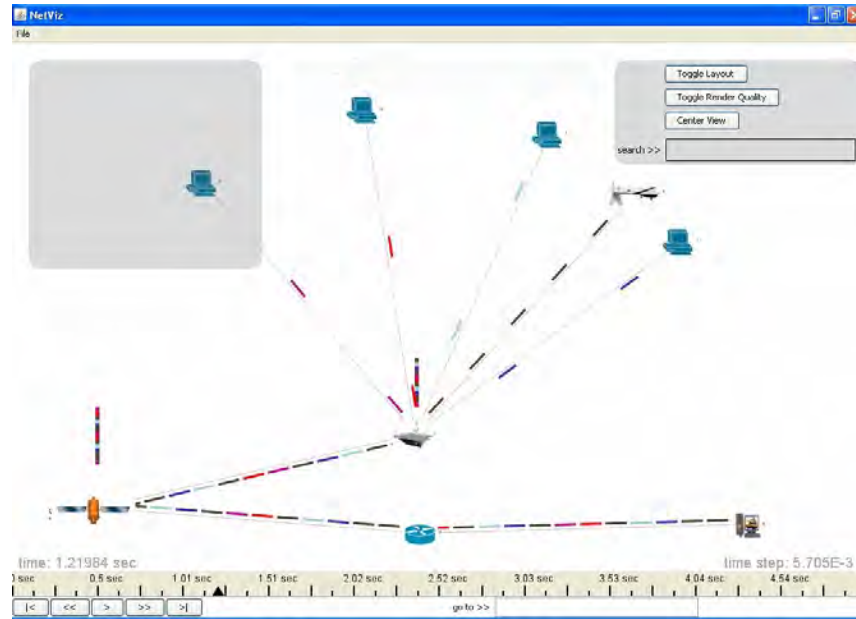 NetViz
File
Toggle Layout
Toggle Render Quality
Center View
search >>
time: 1.21984 sec
time step: 5.705E-3
0 sec 0.5 sec 1.01 sec 1.51 sec 2.02 sec 2.52 sec 3.03 sec 3.53 sec 4.04 sec 4.54 sec
|< << > >> >| go to >>